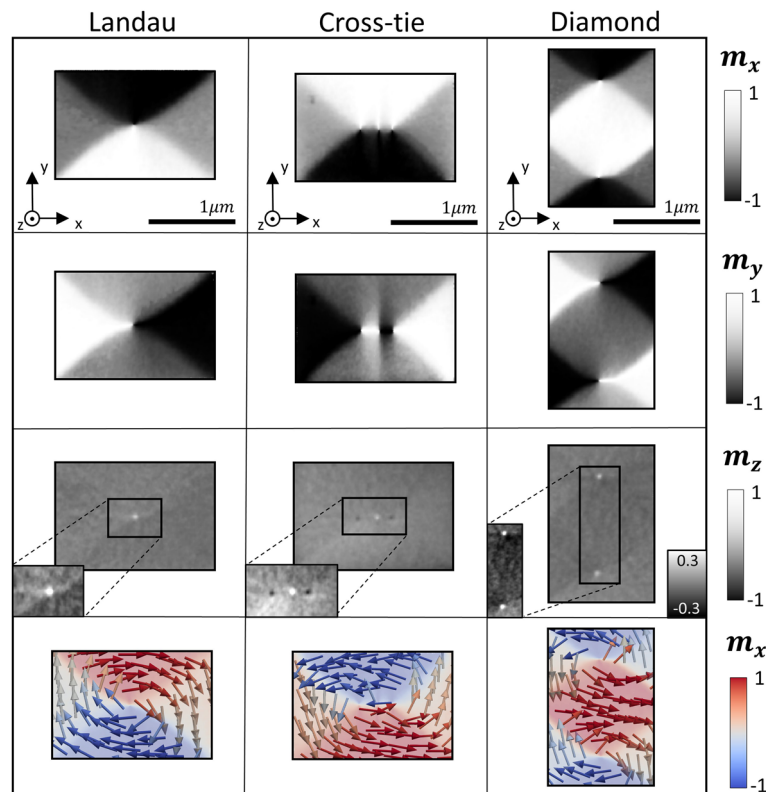 Landau Cross-tie Diamond
m_x
1
-1
y
z x
1μm
y
z x
1μm
y
z x
1μm
m_y
1
-1
m_z
1
-1
0.3
-0.3
m_x
1
-1